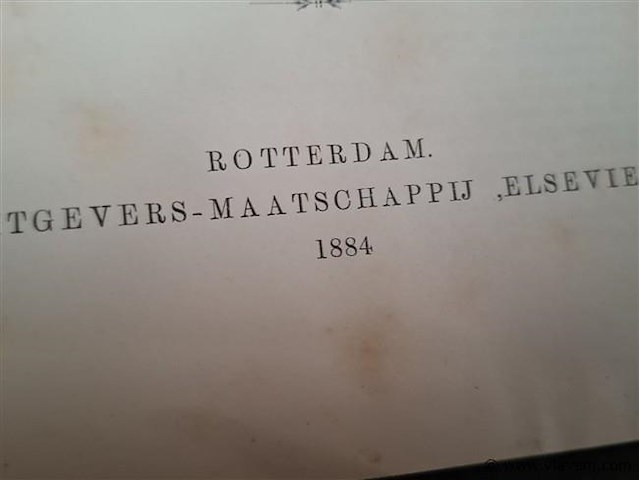 ROTTERDAM.
TGEVERS-MAATSCHAPPIJ ‚ELSEVIE
1884